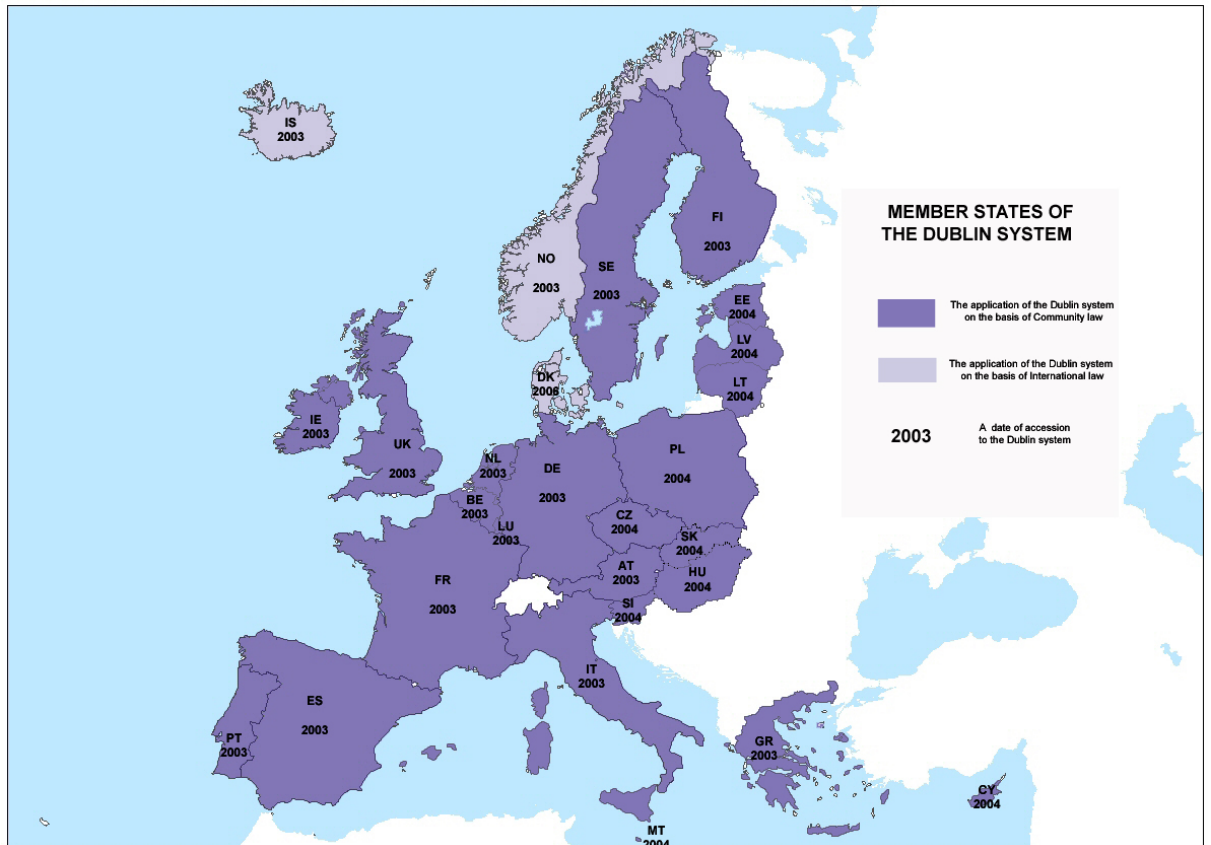 IS
2003
MEMBER STATES OF
THE DUBLIN SYSTEM
FI
2003
NO
2003
SE
2003
The application of the Dublin system
on the basis of Community law
EE
2004
LV
2004
The application of the Dublin system
on the basis of International law
DK
2006
LT
2004
IE
2003
2003
A date of accession
to the Dublin system
UK
2003
NL
2003
DE
2003
PL
2004
BE
2003
LU
2003
CZ
2004
SK
2004
AT
2003
HU
2004
FR
2003
SI
2004
IT
2003
ES
2003
PT
2003
GR
2003
CY
2004
MT
2004